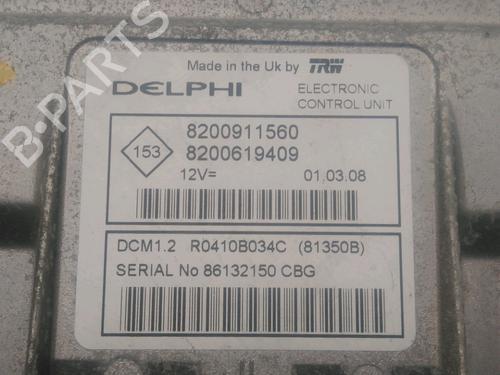 Made in the Uk by TRW
DELPHI
ELECTRONIC
CONTROL UNIT
153
8200911560
8200619409
12V=
01.03.08
DCM1.2 R0410B034C (81350B)
SERIAL No 86132150 CBG
B-PARTS